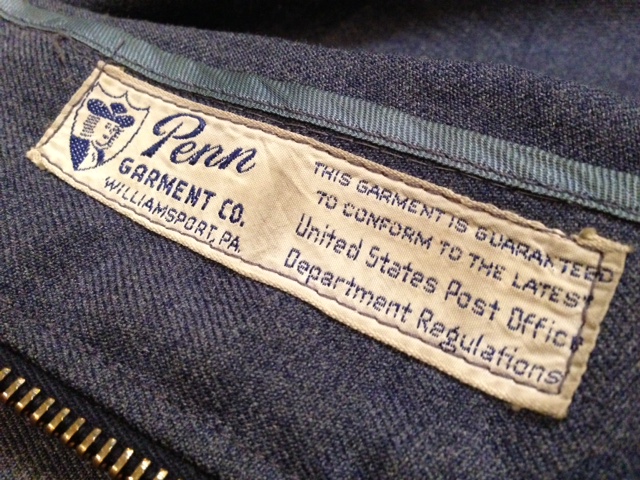 Penn
GARMENT CO.
WILLIAMSPORT, PA.
THIS GARMENT IS GUARANTEED
TO CONFORM TO THE LATEST
United States Post Office
Department Regulations